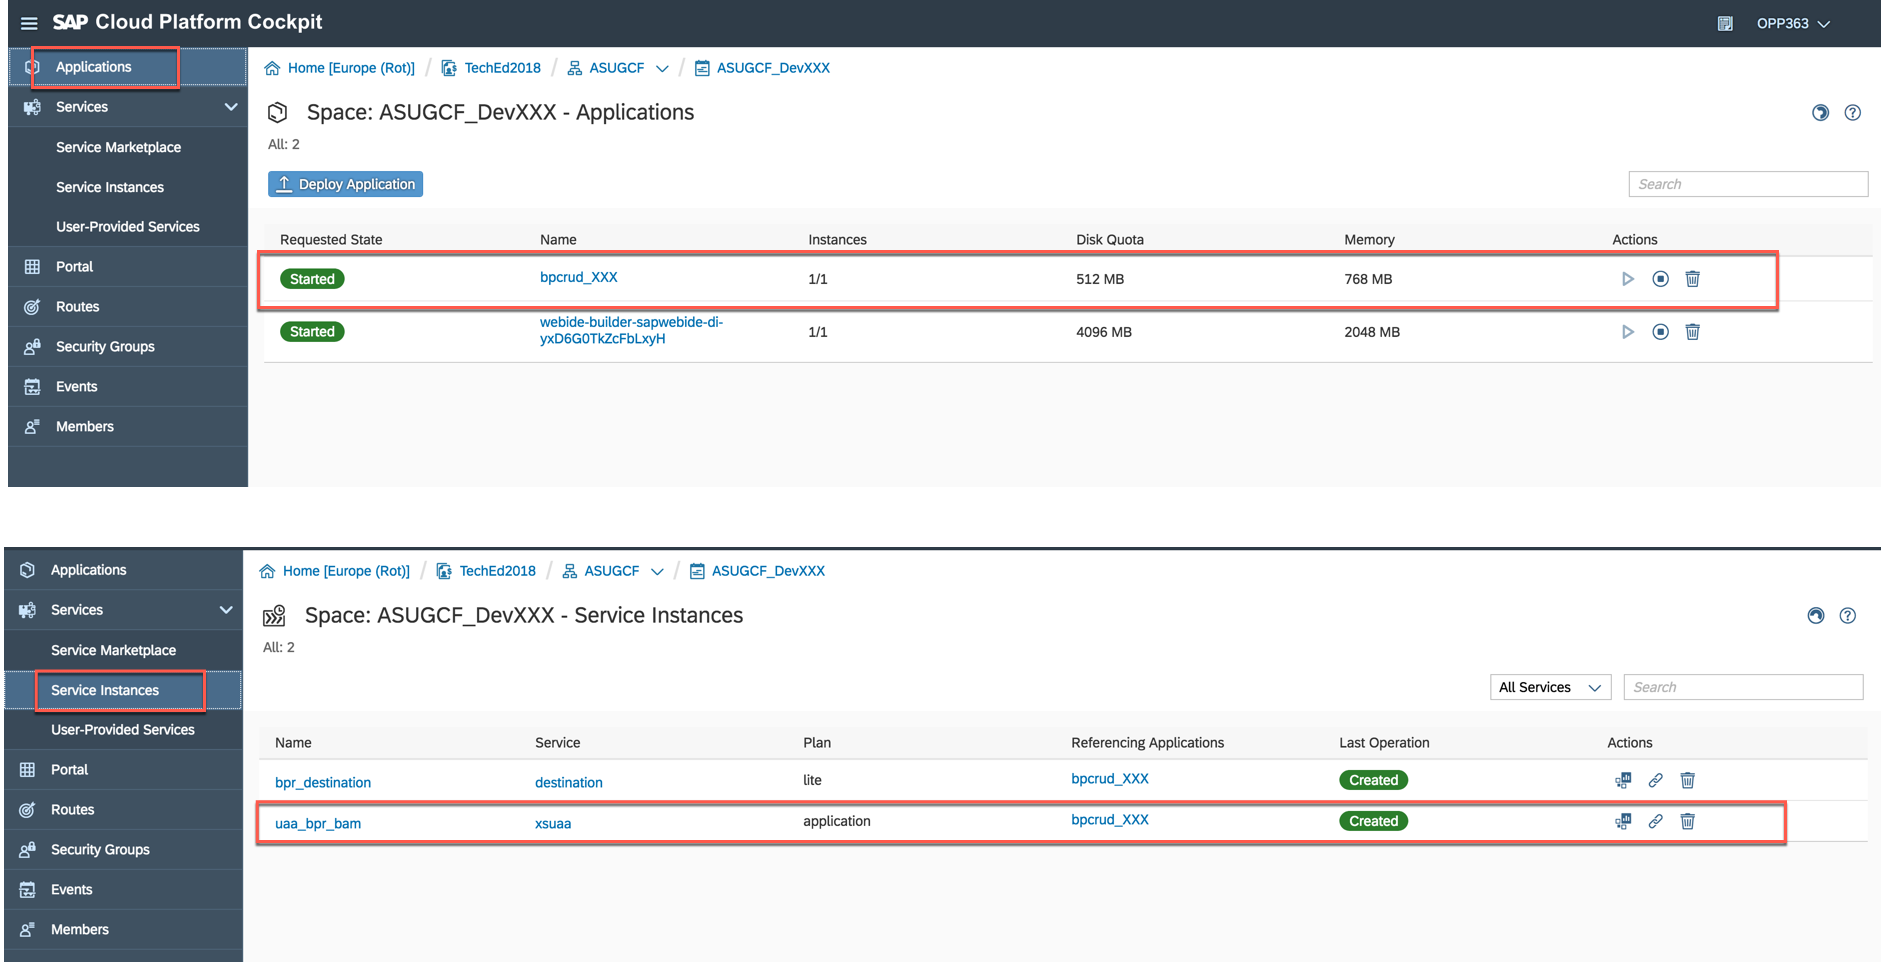 SAP Cloud Platform Cockpit
OPP363
Applications
Services
Service Marketplace
Service Instances
User-Provided Services
Portal
Routes
Security Groups
Events
Members
Home [Europe (Rot)] / TechEd2018 / ASUGCF / ASUGCF_DevXXX
Space: ASUGCF_DevXXX - Applications
All: 2
Deploy Application
Search
Requested State Name Instances Disk Quota Memory Actions
Started bpcrud_XXX 1/1 512 MB 768 MB
Started webide-builder-sapwebide-di- 1/1 4096 MB 2048 MB
yxD6G0TkZcFbLxyH
Applications
Services
Service Marketplace
Service Instances
User-Provided Services
Portal
Routes
Security Groups
Events
Members
Home [Europe (Rot)] / TechEd2018 / ASUGCF / ASUGCF_DevXXX
Space: ASUGCF_DevXXX - Service Instances
All: 2
All Services
Search
Name Service Plan Referencing Applications Last Operation Actions
bpr_destination destination lite bpcrud_XXX Created
uaa_bpr_bam xsuaa application bpcrud_XXX Created